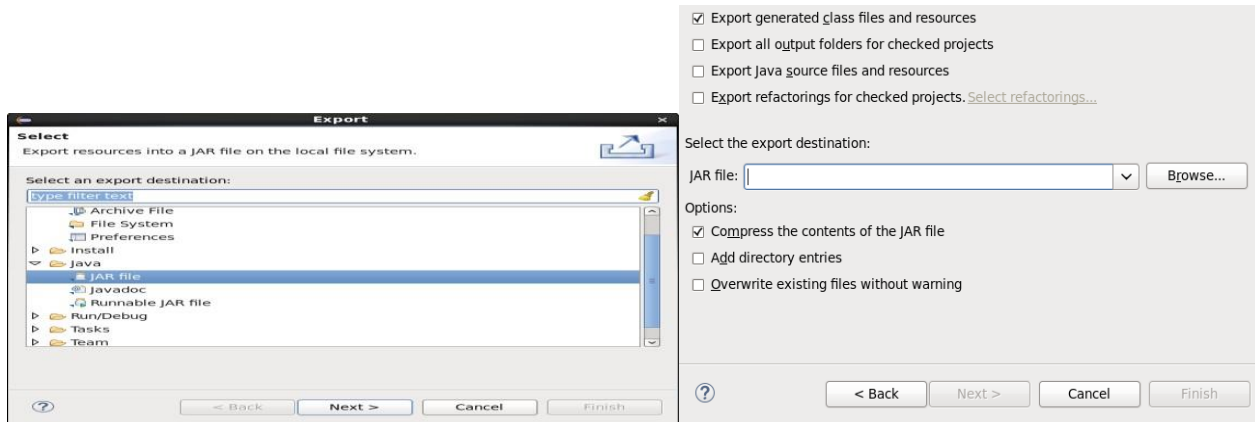 Export
Select
Export resources into a JAR file on the local file system.
Select an export destination:
type filter text
Archive File
File System
Preferences
Install
Java
JAR file
Javadoc
Runnable JAR file
Run/Debug
Tasks
Team
< Back Next > Cancel Finish
Export generated class files and resources
Export all output folders for checked projects
Export Java source files and resources
Export refactorings for checked projects. Select refactorings...
Select the export destination:
JAR file: Browse...
Options:
Compress the contents of the JAR file
Add directory entries
Overwrite existing files without warning
< Back Next > Cancel Finish